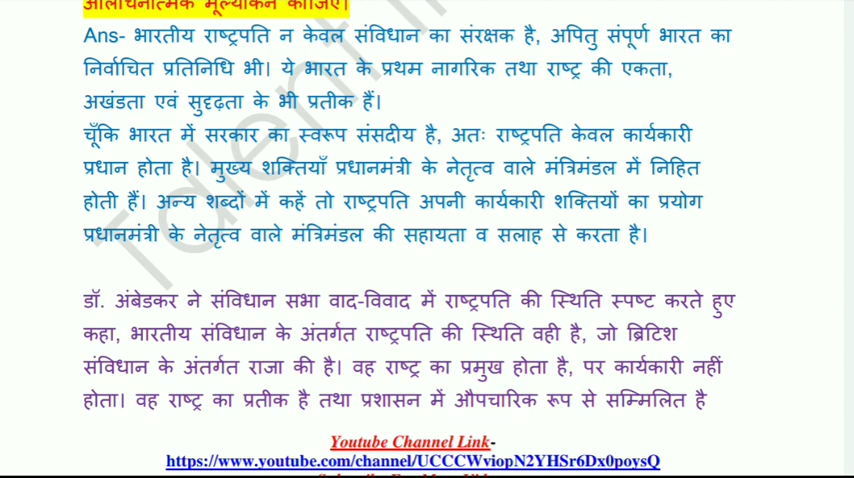 आलोचनात्मक मूल्यांकन कीजिए।
Ans- भारतीय राष्ट्रपति न केवल संविधान का संरक्षक है, अपितु संपूर्ण भारत का
निर्वाचित प्रतिनिधि भी। ये भारत के प्रथम नागरिक तथा राष्ट्र की एकता,
अखंडता एवं सुदृढ़ता के भी प्रतीक हैं।
चूँकि भारत में सरकार का स्वरूप संसदीय है, अतः राष्ट्रपति केवल कार्यकारी
प्रधान होता है। मुख्य शक्तियाँ प्रधानमंत्री के नेतृत्व वाले मंत्रिमंडल में निहित
होती हैं। अन्य शब्दों में कहें तो राष्ट्रपति अपनी कार्यकारी शक्तियों का प्रयोग
प्रधानमंत्री के नेतृत्व वाले मंत्रिमंडल की सहायता व सलाह से करता है।
डॉ. अंबेडकर ने संविधान सभा वाद-विवाद में राष्ट्रपति की स्थिति स्पष्ट करते हुए
कहा, भारतीय संविधान के अंतर्गत राष्ट्रपति की स्थिति वही है, जो ब्रिटिश
संविधान के अंतर्गत राजा की है। वह राष्ट्र का प्रमुख होता है, पर कार्यकारी नहीं
होता। वह राष्ट्र का प्रतीक है तथा प्रशासन में औपचारिक रूप से सम्मिलित है
Youtube Channel Link-
https://www.youtube.com/channel/UCCCWviopN2YHSr6Dx0poysQ
Talent